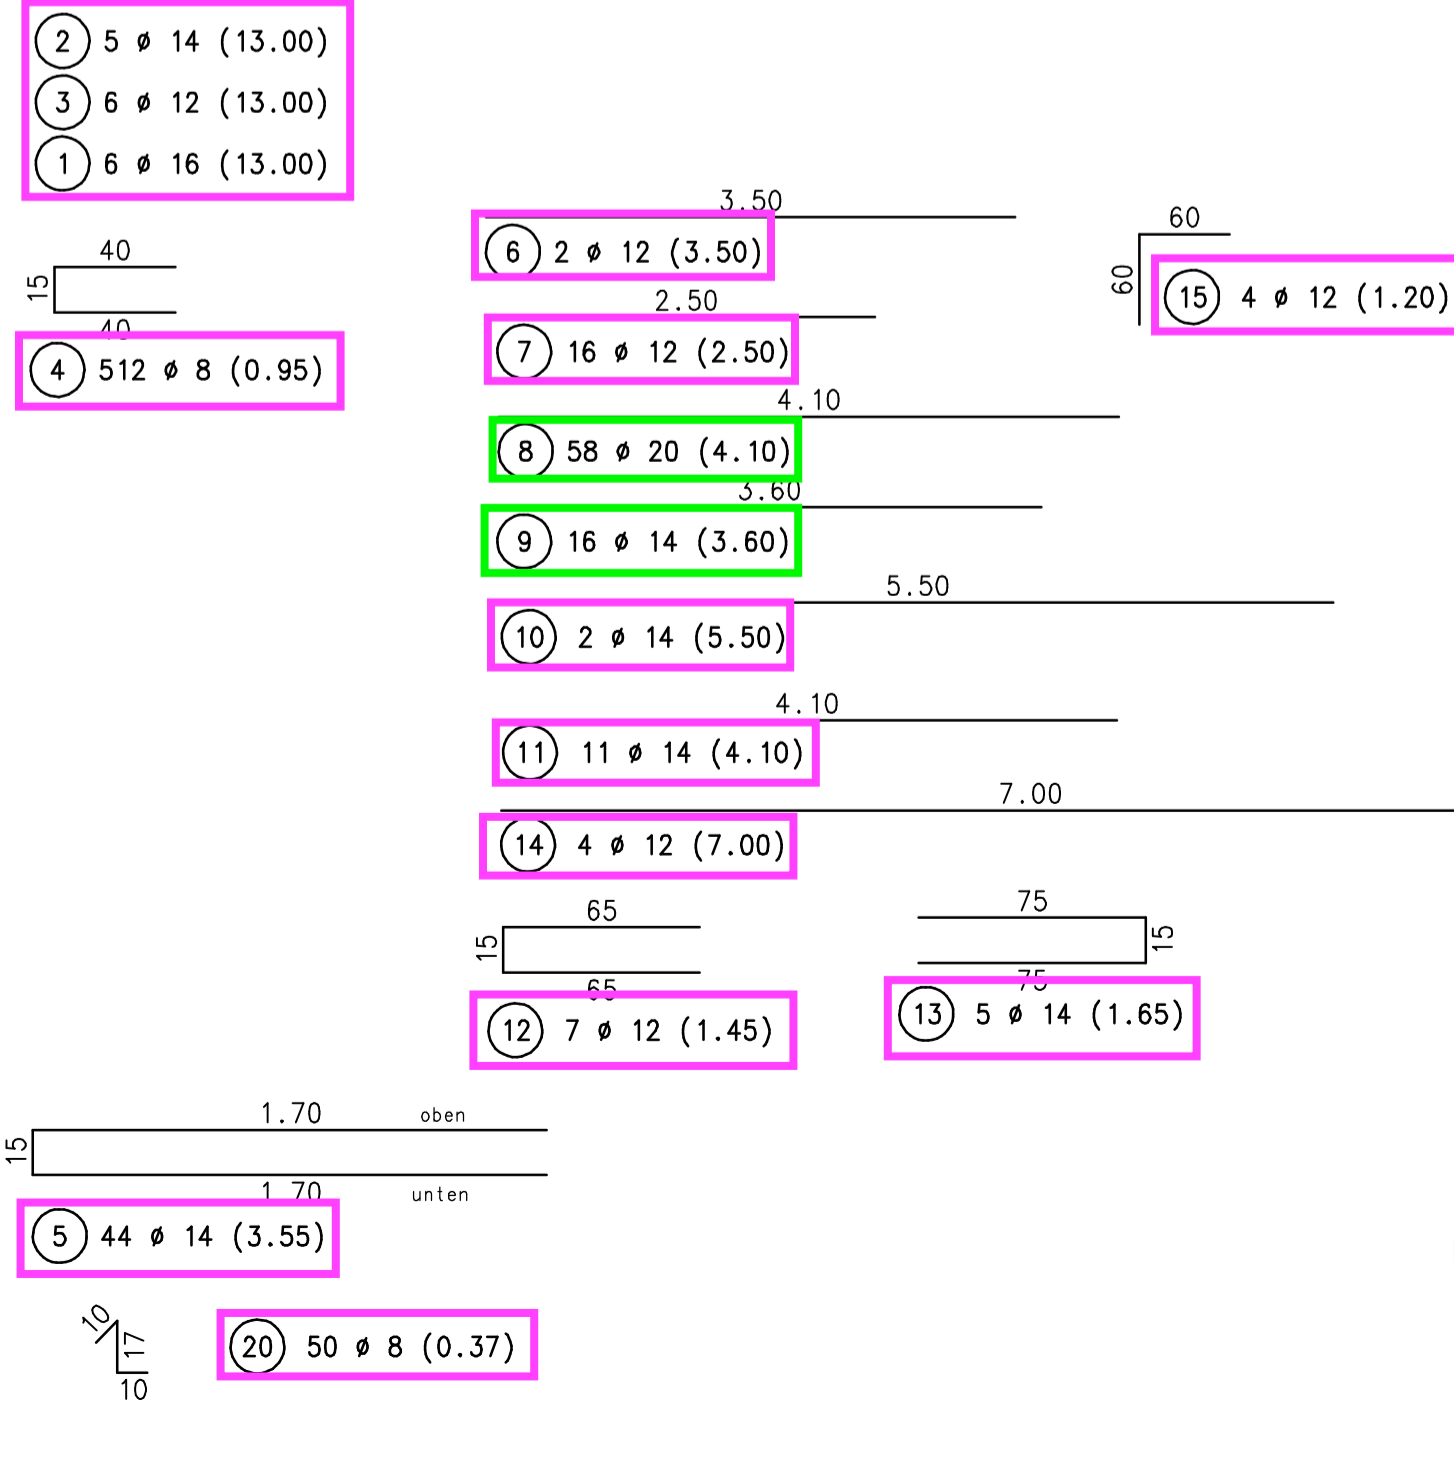 2 5 ø 14 (13.00)
3 6 ø 12 (13.00)
1 6 ø 16 (13.00)
40
15
40
4 512 ø 8 (0.95)
3.50
6 2 ø 12 (3.50)
2.50
7 16 ø 12 (2.50)
4.10
8 58 ø 20 (4.10)
3.60
9 16 ø 14 (3.60)
5.50
10 2 ø 14 (5.50)
4.10
11 11 ø 14 (4.10)
7.00
14 4 ø 12 (7.00)
60
60
15 4 ø 12 (1.20)
65
15
65
12 7 ø 12 (1.45)
75
15
75
13 5 ø 14 (1.65)
1.70 oben
15
1.70 unten
5 44 ø 14 (3.55)
10
17
10
20 50 ø 8 (0.37)